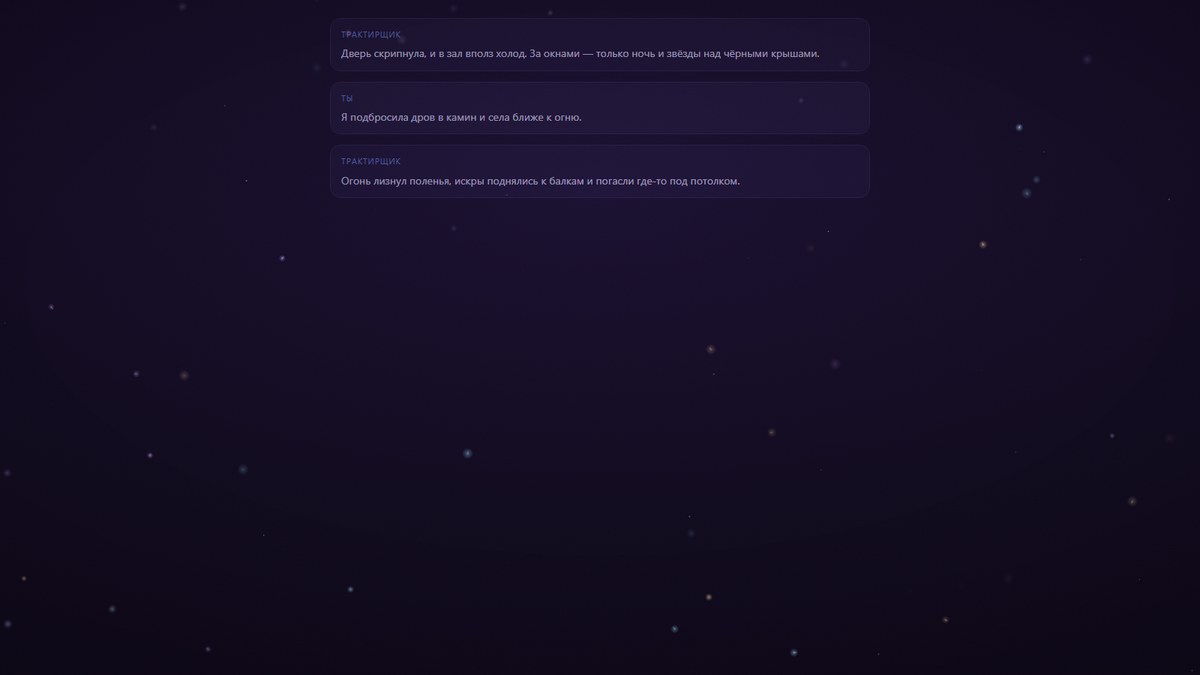 ТРАКТИРЩИК
Дверь скрипнула, и в зал вполз холод. За окнами — только ночь и звёзды над чёрными крышами.
ТЫ
Я подбросила дров в камин и села ближе к огню.
ТРАКТИРЩИК
Огонь лизнул поленья, искры поднялись к балкам и погасли где-то под потолком.